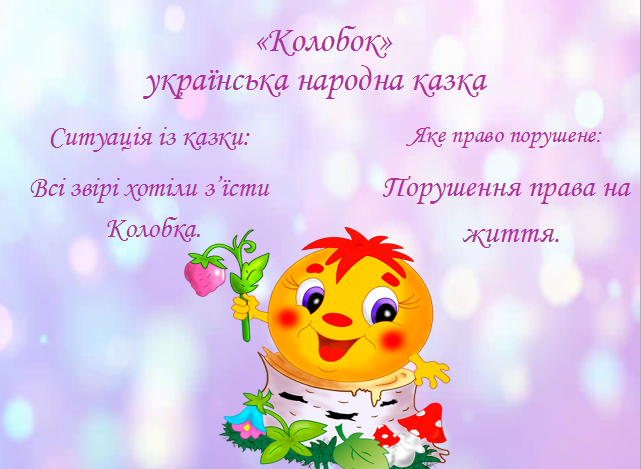 «Колобок»
українська народна казка
Ситуація із казки:
Всі звірі хотіли з’їсти
Колобка.
Яке право порушене:
Порушення права на
життя.